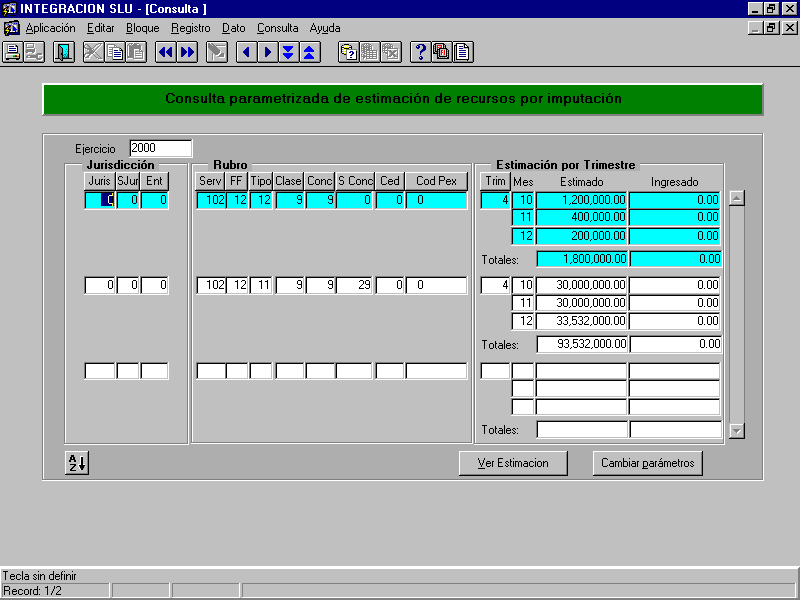 INTEGRACION SLU - [Consulta ]
Aplicación Editar Bloque Registro Dato Consulta Ayuda
Consulta parametrizada de estimación de recursos por imputación
Ejercicio 2000
Jurisdicción Rubro Estimación por Trimestre
Juris SJur Ent Serv FF Tipo Clase Conc S Conc Ced Cod Pex Trim Mes Estimado Ingresado
0 0 0 102 12 12 9 9 0 0 0 4 10 1,200,000.00 0.00
11 400,000.00 0.00
12 200,000.00 0.00
Totales: 1,800,000.00 0.00
0 0 0 102 12 11 9 9 29 0 0 4 10 30,000,000.00 0.00
11 30,000,000.00 0.00
12 33,532,000.00 0.00
Totales: 93,532,000.00 0.00
Totales:
AZ Ver Estimacion Cambiar parámetros
Tecla sin definir
Record: 1/2